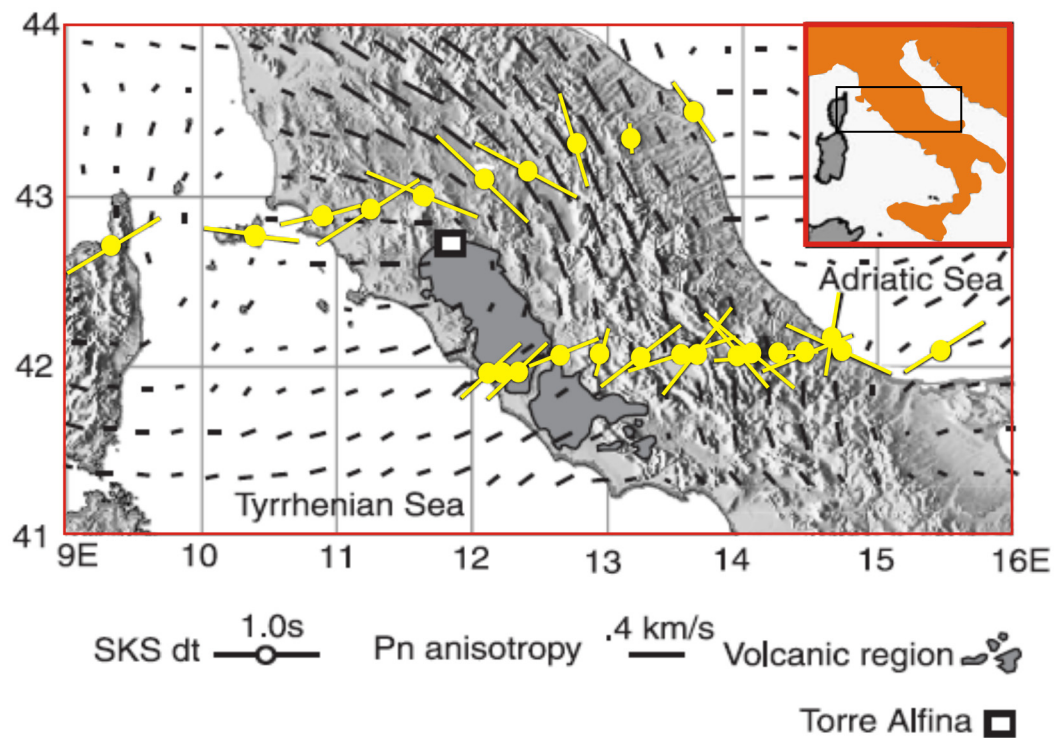 44
43
42
41
9E 10 11 12 13 14 15 16E
Adriatic Sea
Tyrrhenian Sea
SKS dt 1.0s
Pn anisotropy .4 km/s
Volcanic region
Torre Alfina